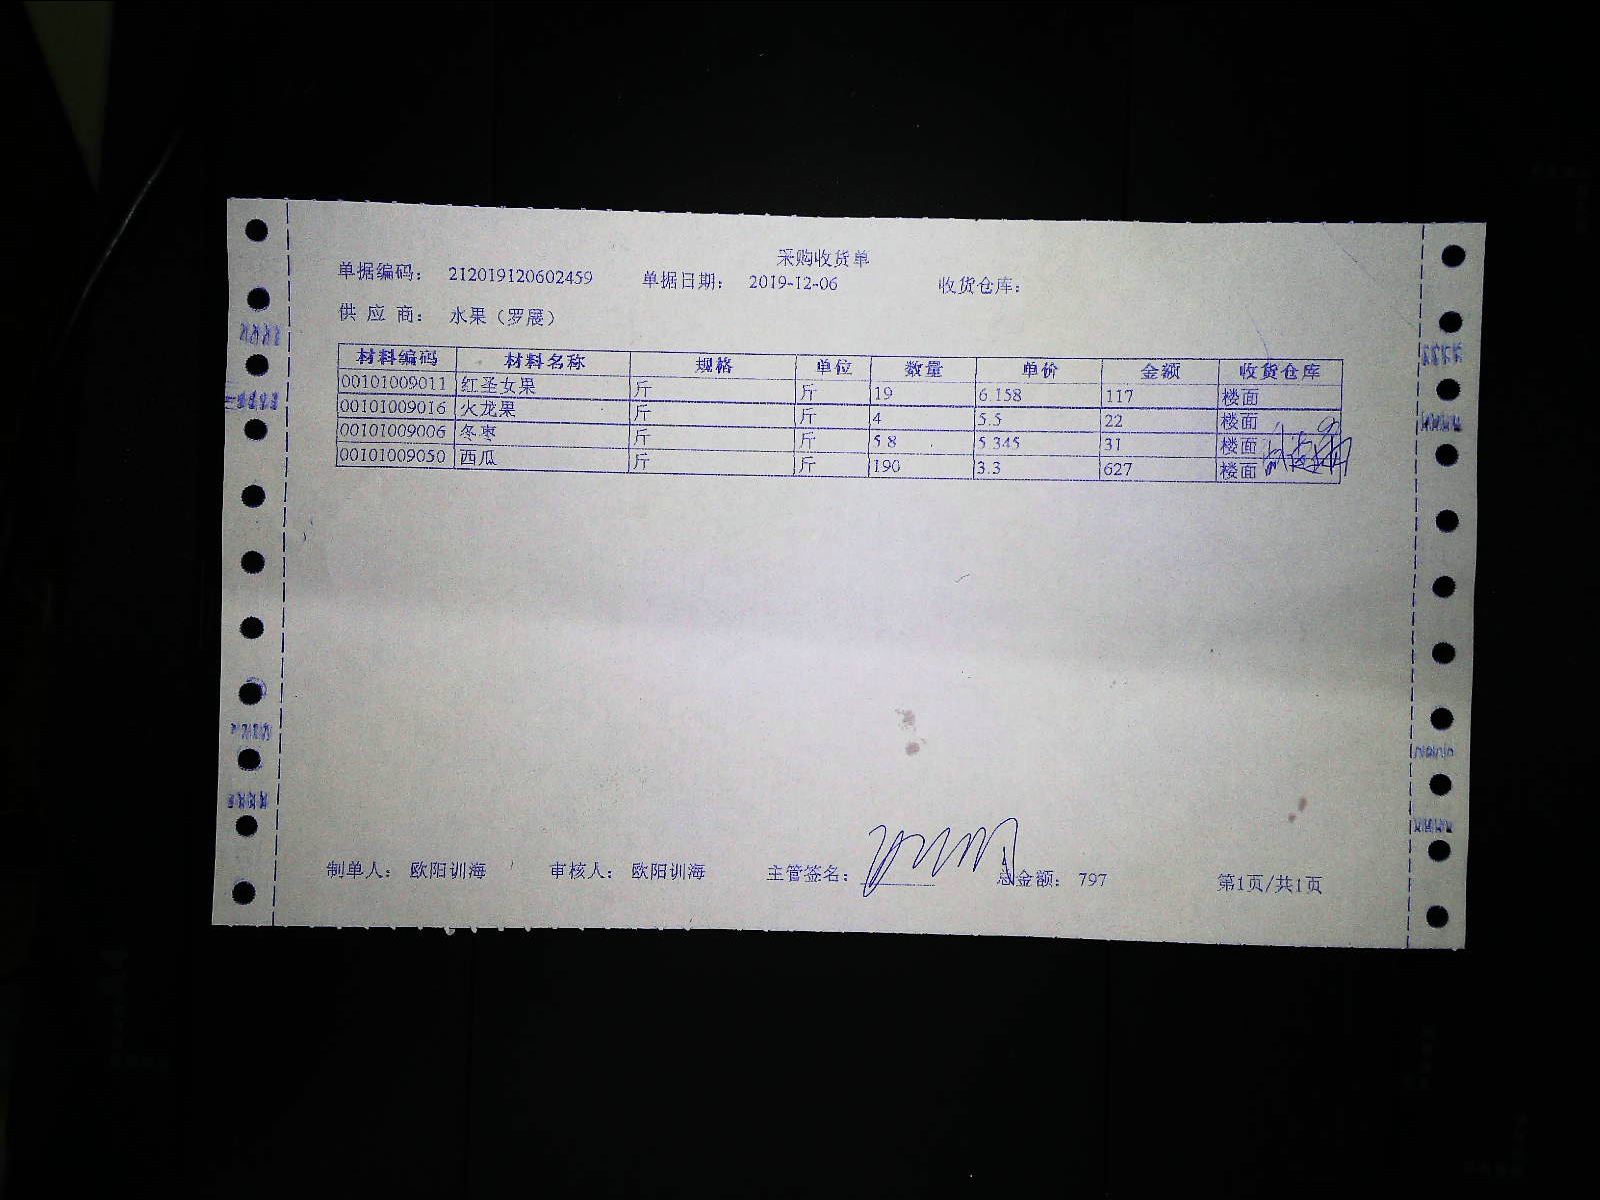 采购收货单
单据编码： 212019120602459 单据日期： 2019-12-06 收货仓库：
供 应 商： 水果（罗展）
材料编码 材料名称 规格 单位 数量 单价 金额 收货仓库
00101009011 红圣女果 斤 斤 19 6.158 117 楼面
00101009016 火龙果 斤 斤 4 5.5 22 楼面
00101009006 冬枣 斤 斤 5.8 5.345 31 楼面
00101009050 西瓜 斤 斤 190 3.3 627 楼面
制单人： 欧阳训海 审核人： 欧阳训海 主管签名： 总金额： 797 第1页/共1页